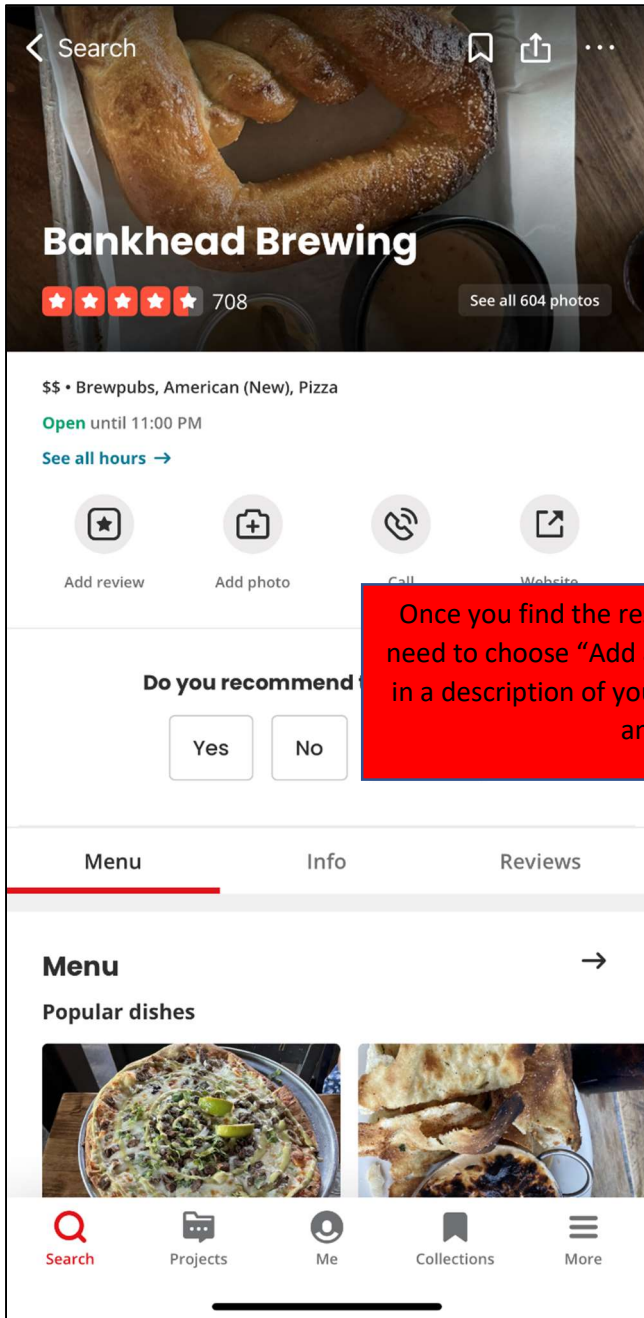 Search
Bankhead Brewing
708
See all 604 photos
$$ • Brewpubs, American (New), Pizza
Open until 11:00 PM
See all hours →
Add review Add photo Call Website
Once you find the re
need to choose “Add
in a description of you
Do you recommend
Yes No
Menu Info Reviews
Menu →
Popular dishes
Search Projects Me Collections More